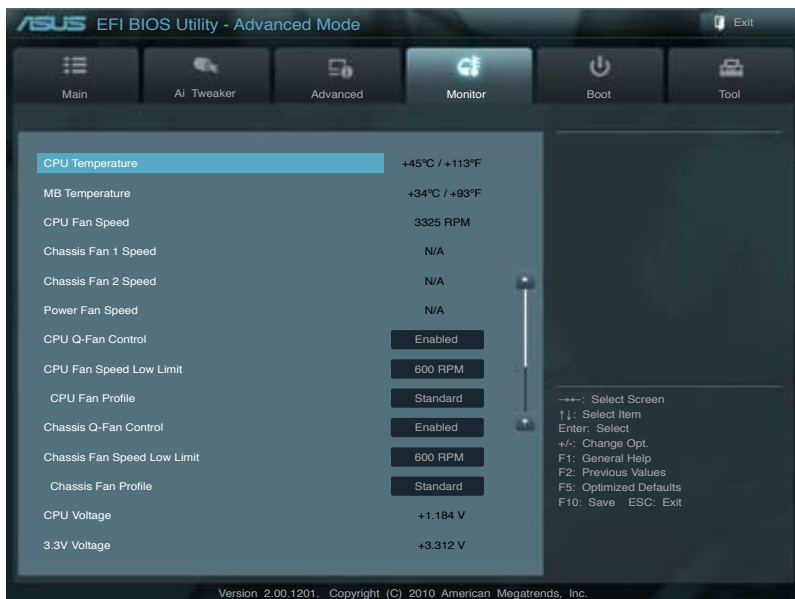 ASUS EFI BIOS Utility - Advanced Mode
Exit
Main
Ai Tweaker
Advanced
Monitor
Boot
Tool
CPU Temperature +45ºC / +113ºF
MB Temperature +34ºC / +93ºF
CPU Fan Speed 3325 RPM
Chassis Fan 1 Speed N/A
Chassis Fan 2 Speed N/A
Power Fan Speed N/A
CPU Q-Fan Control Enabled
CPU Fan Speed Low Limit 600 RPM
CPU Fan Profile Standard
Chassis Q-Fan Control Enabled
Chassis Fan Speed Low Limit 600 RPM
Chassis Fan Profile Standard
CPU Voltage +1.184 V
3.3V Voltage +3.312 V
→←: Select Screen
↑↓: Select Item
Enter: Select
+/-: Change Opt.
F1: General Help
F2: Previous Values
F5: Optimized Defaults
F10: Save ESC: Exit
Version 2.00.1201. Copyright (C) 2010 American Megatrends, Inc.